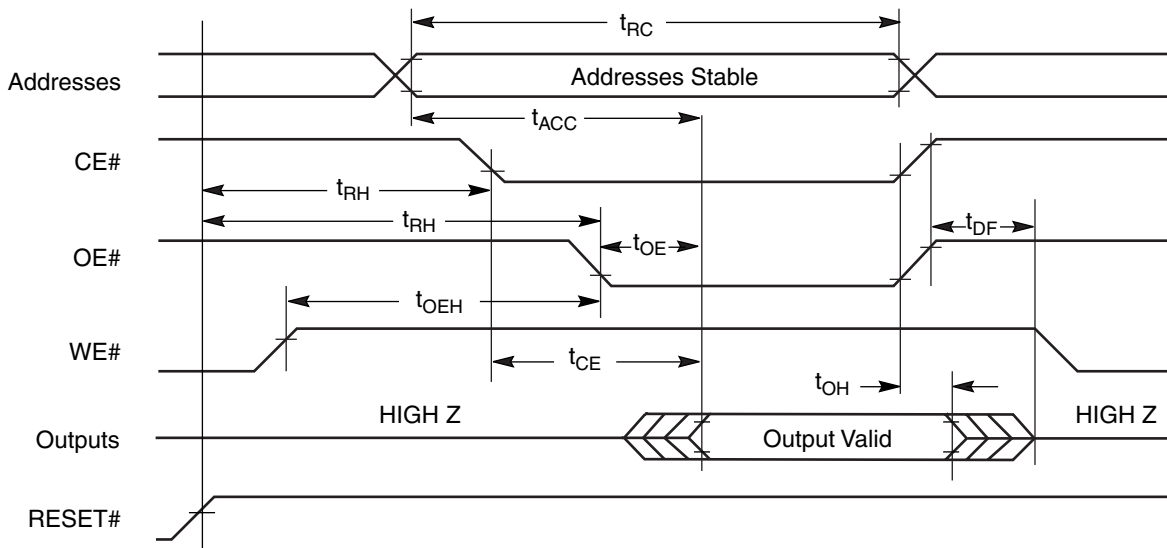 tRC
Addresses
Addresses Stable
tACC
CE#
tRH
tRH
tDF
OE#
tOE
tOEH
WE#
tCE
tOH
HIGH Z
HIGH Z
Outputs
Output Valid
RESET#